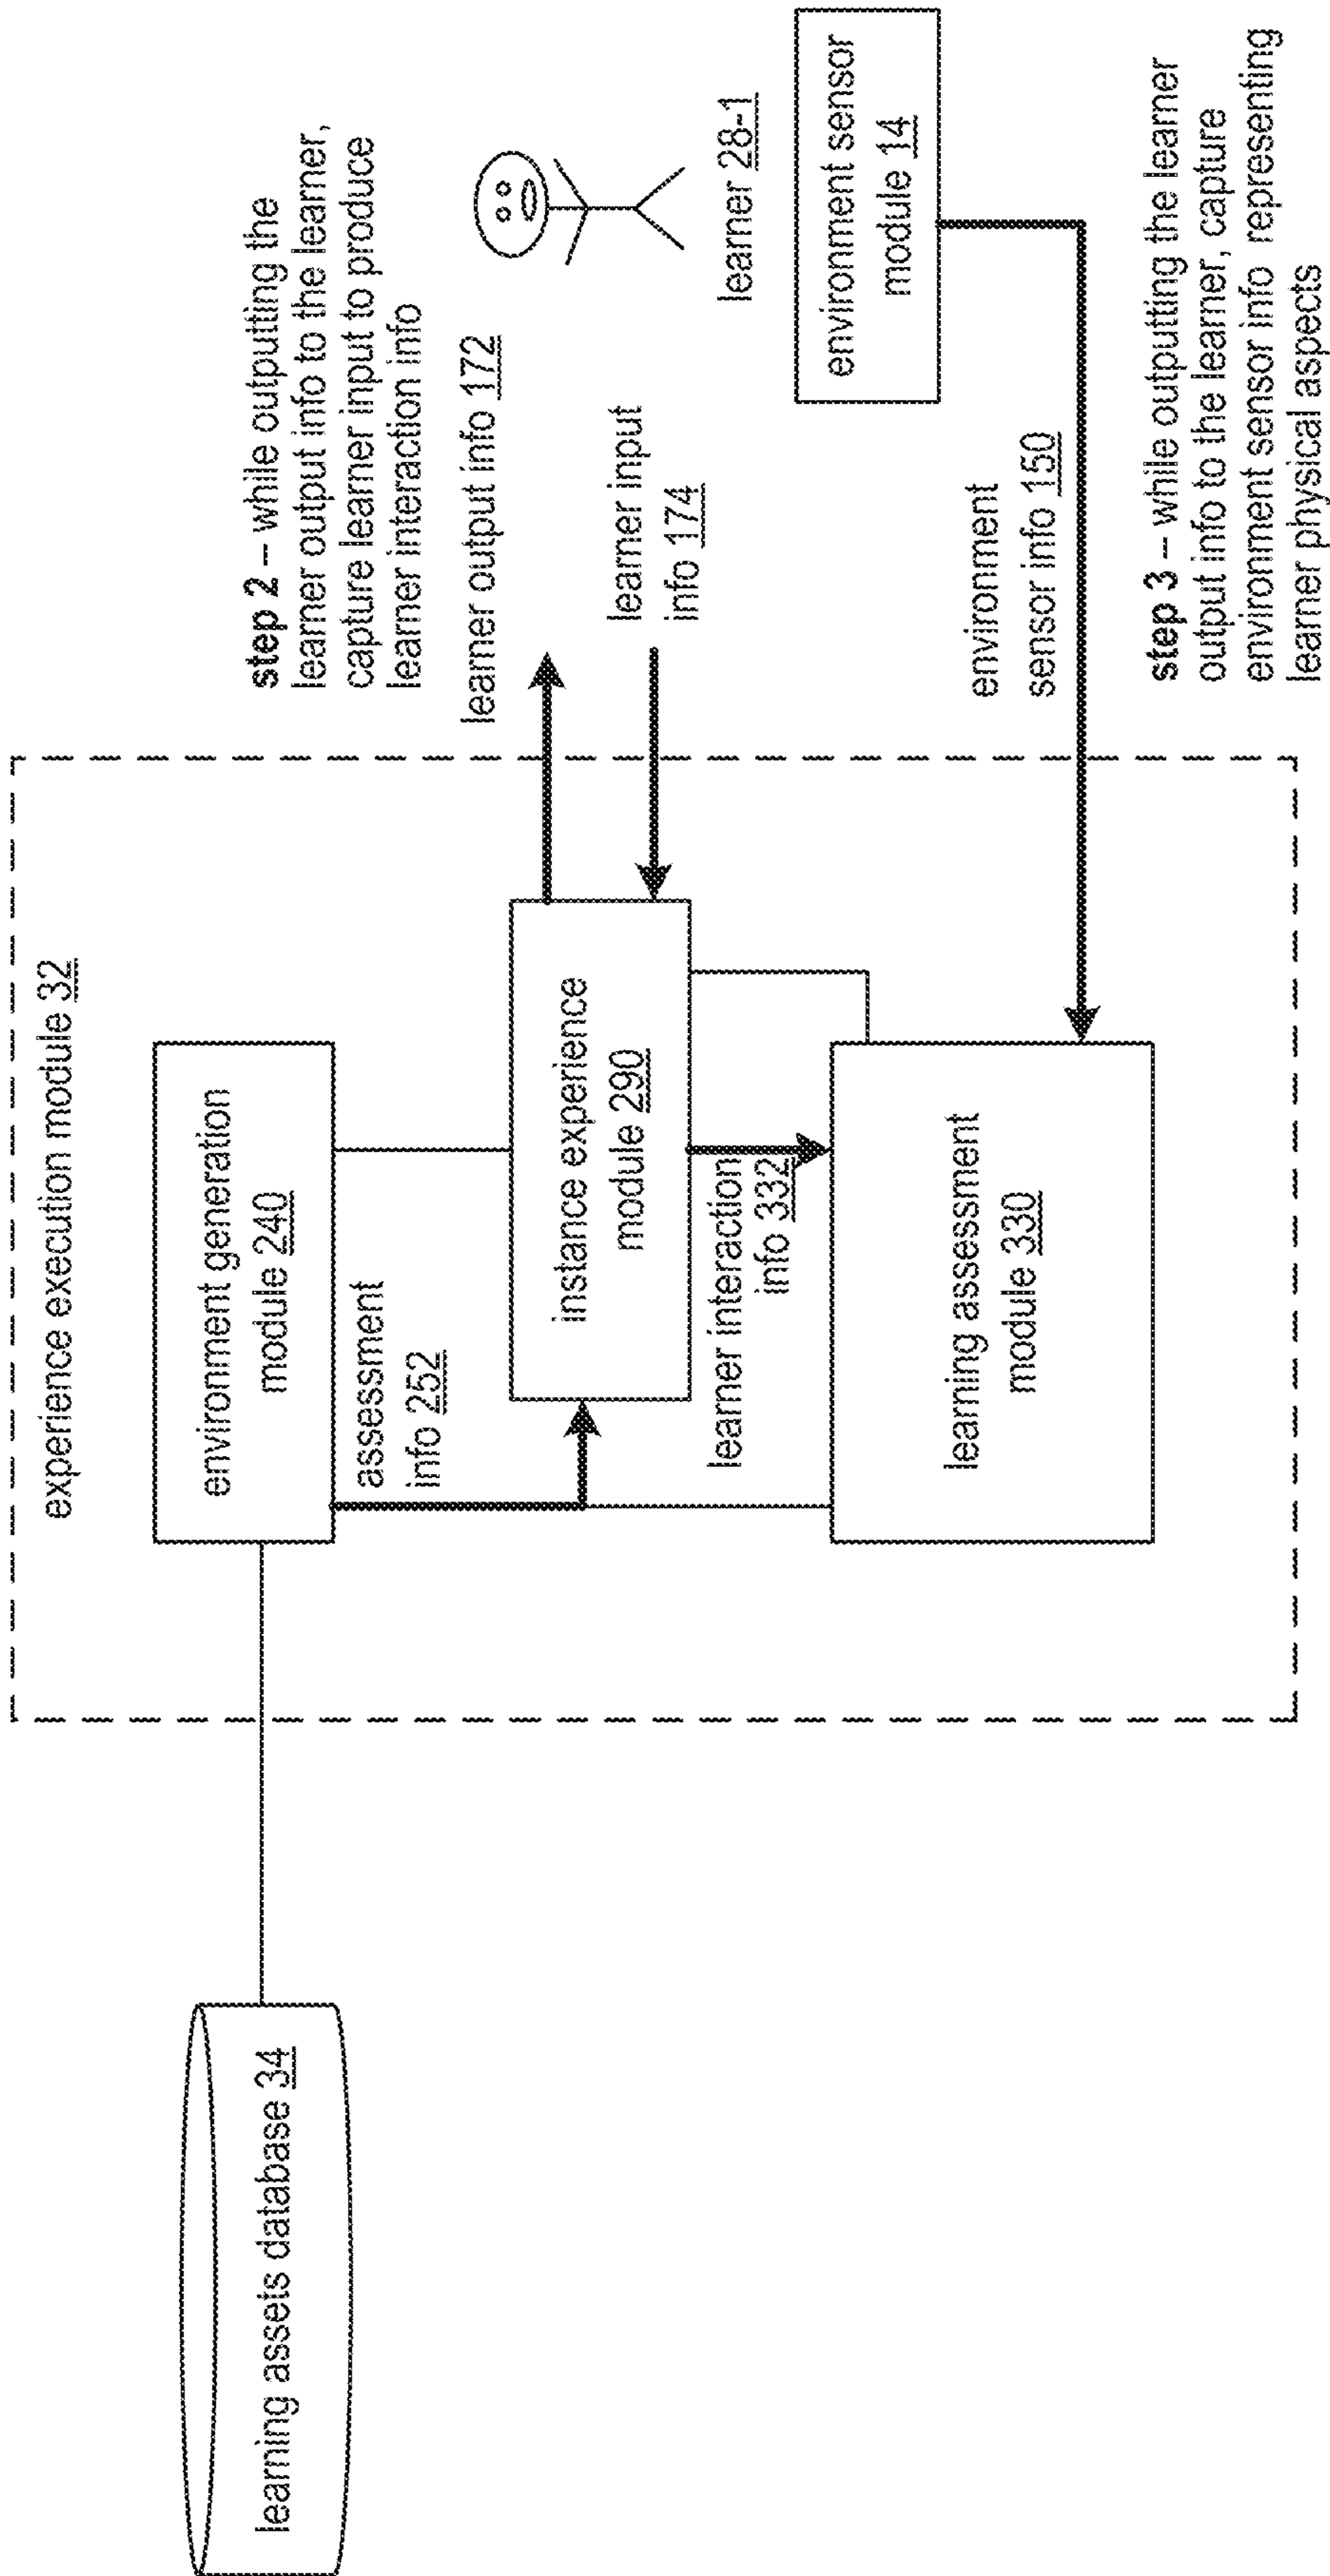 experience execution module 32
learning assets database 34
environment generation
module 240
assessment
info 252
instance experience
module 290
learner interaction
info 332
learning assessment
module 330
step 2 – while outputting the
learner output info to the learner,
capture learner input to produce
learner interaction info
learner output info 172
learner input
info 174
learner 28-1
environment sensor
module 14
environment
sensor info 150
step 3 – while outputting the learner
output info to the learner, capture
environment sensor info representing
learner physical aspects